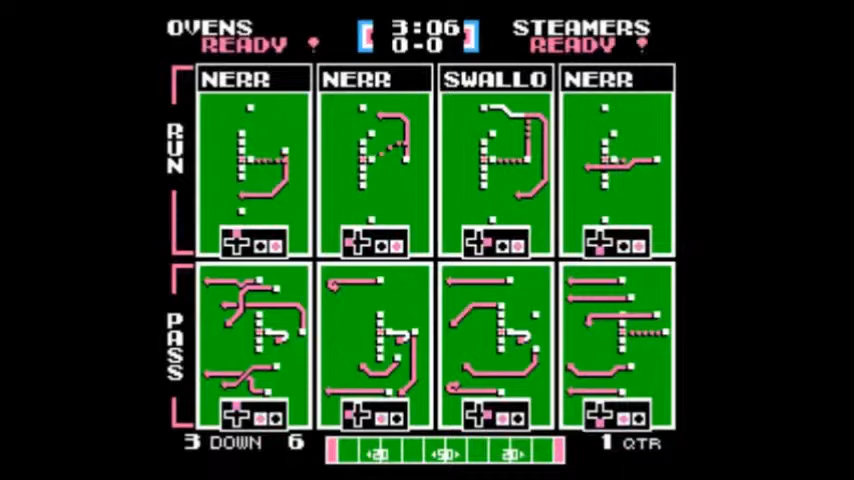 OVENS 3:06 STEAMERS
READY 0-0 READY
NERR NERR SWALLO NERR
RUN
PASS
3 DOWN 6 1 QTR
20 50 20